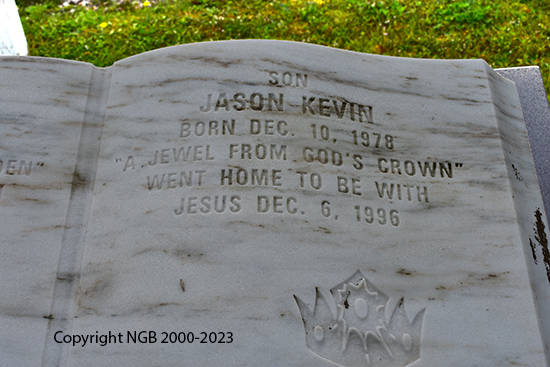 SON
JASON KEVIN
BORN DEC. 10, 1978
"A JEWEL FROM GOD'S CROWN"
WENT HOME TO BE WITH
JESUS DEC. 6, 1996
Copyright NGB 2000-2023